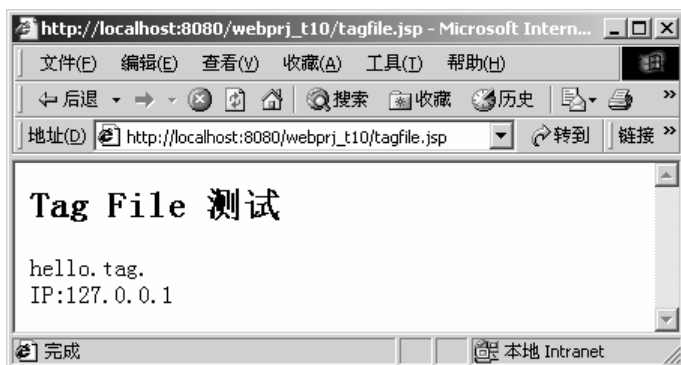 http://localhost:8080/webprj_t10/tagfile.jsp - Microsoft Intern...
文件(F) 编辑(E) 查看(V) 收藏(A) 工具(T) 帮助(H)
后退 搜索 收藏 历史 »
地址(D) http://localhost:8080/webprj_t10/tagfile.jsp 转到 链接 »
Tag File 测试
hello.tag.
IP:127.0.0.1
完成 本地 Intranet